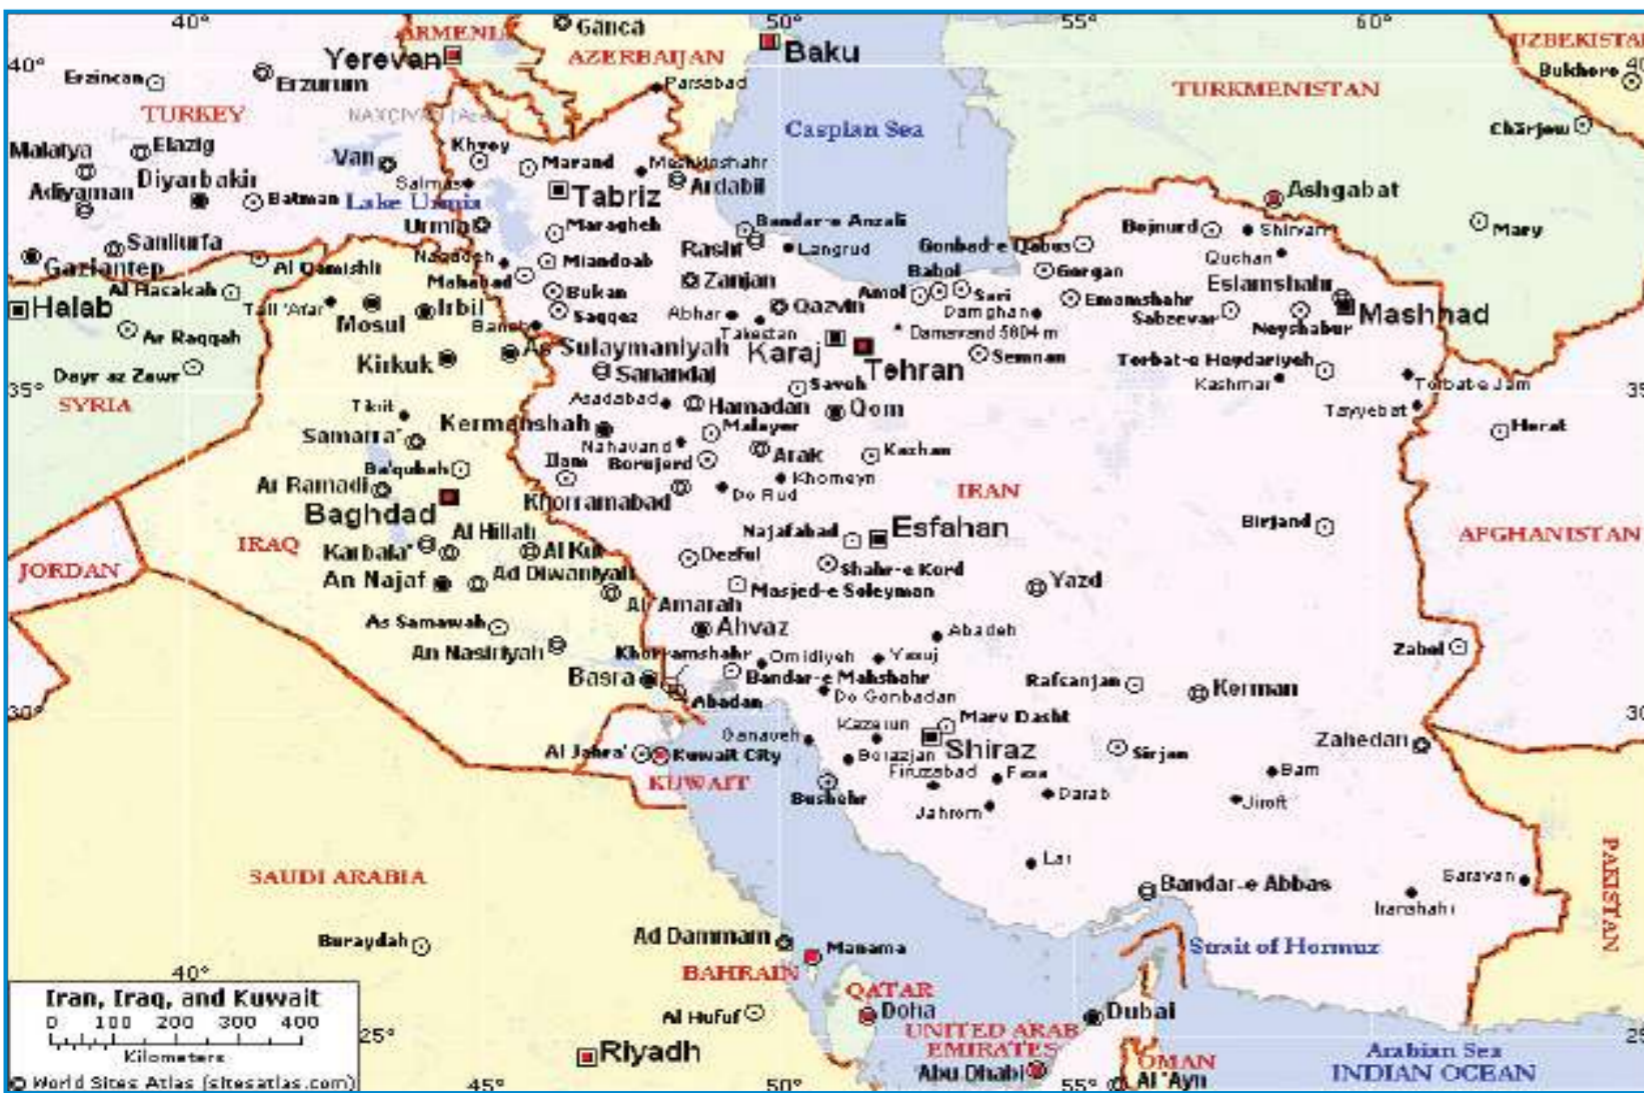 40°
50°
55°
60°
ARMENIA
Ganca
Yerevan
AZERBAIJAN
Baku
UZBEKISTA
40°
Erzincan
Erzurum
Parsabad
Bukhoro
TURKEY
TURKMENISTAN
Caspian Sea
Chärjew
Malatya
Elazig
Van
Khvoy
Marand
Meshkinshahr
Adiyaman
Diyarbakir
Batman
Salmas
Lake Urmia
Tabriz
Ardabil
Ashgabat
Urmia
Maragheh
Bandar-e Anzali
Rasht
Langrud
Gonbad-e Qabus
Bojnurd
Shirvan
Mary
Gaziantep
Sanliurfa
Al Qamishli
Naqadeh
Mahabad
Miandoab
Zanjan
Babol
Gorgan
Quchan
Al Hasakah
Bukan
Amol
Sari
Emamshahr
Eslamshahr
Halab
Tall 'Afar
Mosul
Irbil
Saqqez
Abhar
Qazvin
Damghan
Sabzevar
Neyshabur
Mashhad
Ar Raqqah
Baneh
Takestan
Karaj
Damavand 5604 m
Kirkuk
As Sulaymaniyah
Tehran
Semnan
Torbat-e Heydariyeh
Dayr az Zawr
Sanandaj
Saveh
Kashmar
Torbat-e Jam
35°
SYRIA
Tikrit
Asadabad
Hamadan
Qom
Tayyebat
Samarra'
Kermanshah
Malayer
Nahavand
Herat
Ba'qubah
Ilam
Borujerd
Arak
Kashan
Ar Ramadi
Khorramabad
Do Rud
Khomeyn
IRAN
Baghdad
Al Hillah
Najafabad
Esfahan
Birjand
AFGHANISTAN
IRAQ
Karbala'
Al Kut
Dezful
JORDAN
An Najaf
Ad Diwaniyah
Shahr-e Kord
Masjed-e Soleyman
Yazd
Al 'Amarah
As Samawah
Ahvaz
Abadeh
An Nasiriyah
Khorramshahr
Omidiyeh
Yasuj
Zabol
Basra
Bandar-e Mahshahr
Rafsanjan
Kerman
Abadan
Do Gonbadan
30°
30
Kazerun
Marv Dasht
Al Jahra'
Kuwait City
Ganaveh
Shiraz
Sirjan
Zahedan
KUWAIT
Borazjan
Firuzabad
Fasa
Bam
Bushehr
Jahrom
Darab
Jiroft
SAUDI ARABIA
Lar
Bandar-e Abbas
Saravan
Iranshahr
PAKISTAN
Buraydah
Ad Dammam
Manama
Strait of Hormuz
40°
BAHRAIN
QATAR
Al Hufuf
Doha
Dubai
25°
UNITED ARAB
EMIRATES
Riyadh
Abu Dhabi
OMAN
Al 'Ayn
Arabian Sea
INDIAN OCEAN
45°
50°
55°
Iran, Iraq, and Kuwait
0 100 200 300 400
Kilometers
© World Sites Atlas (sitesatlas.com)